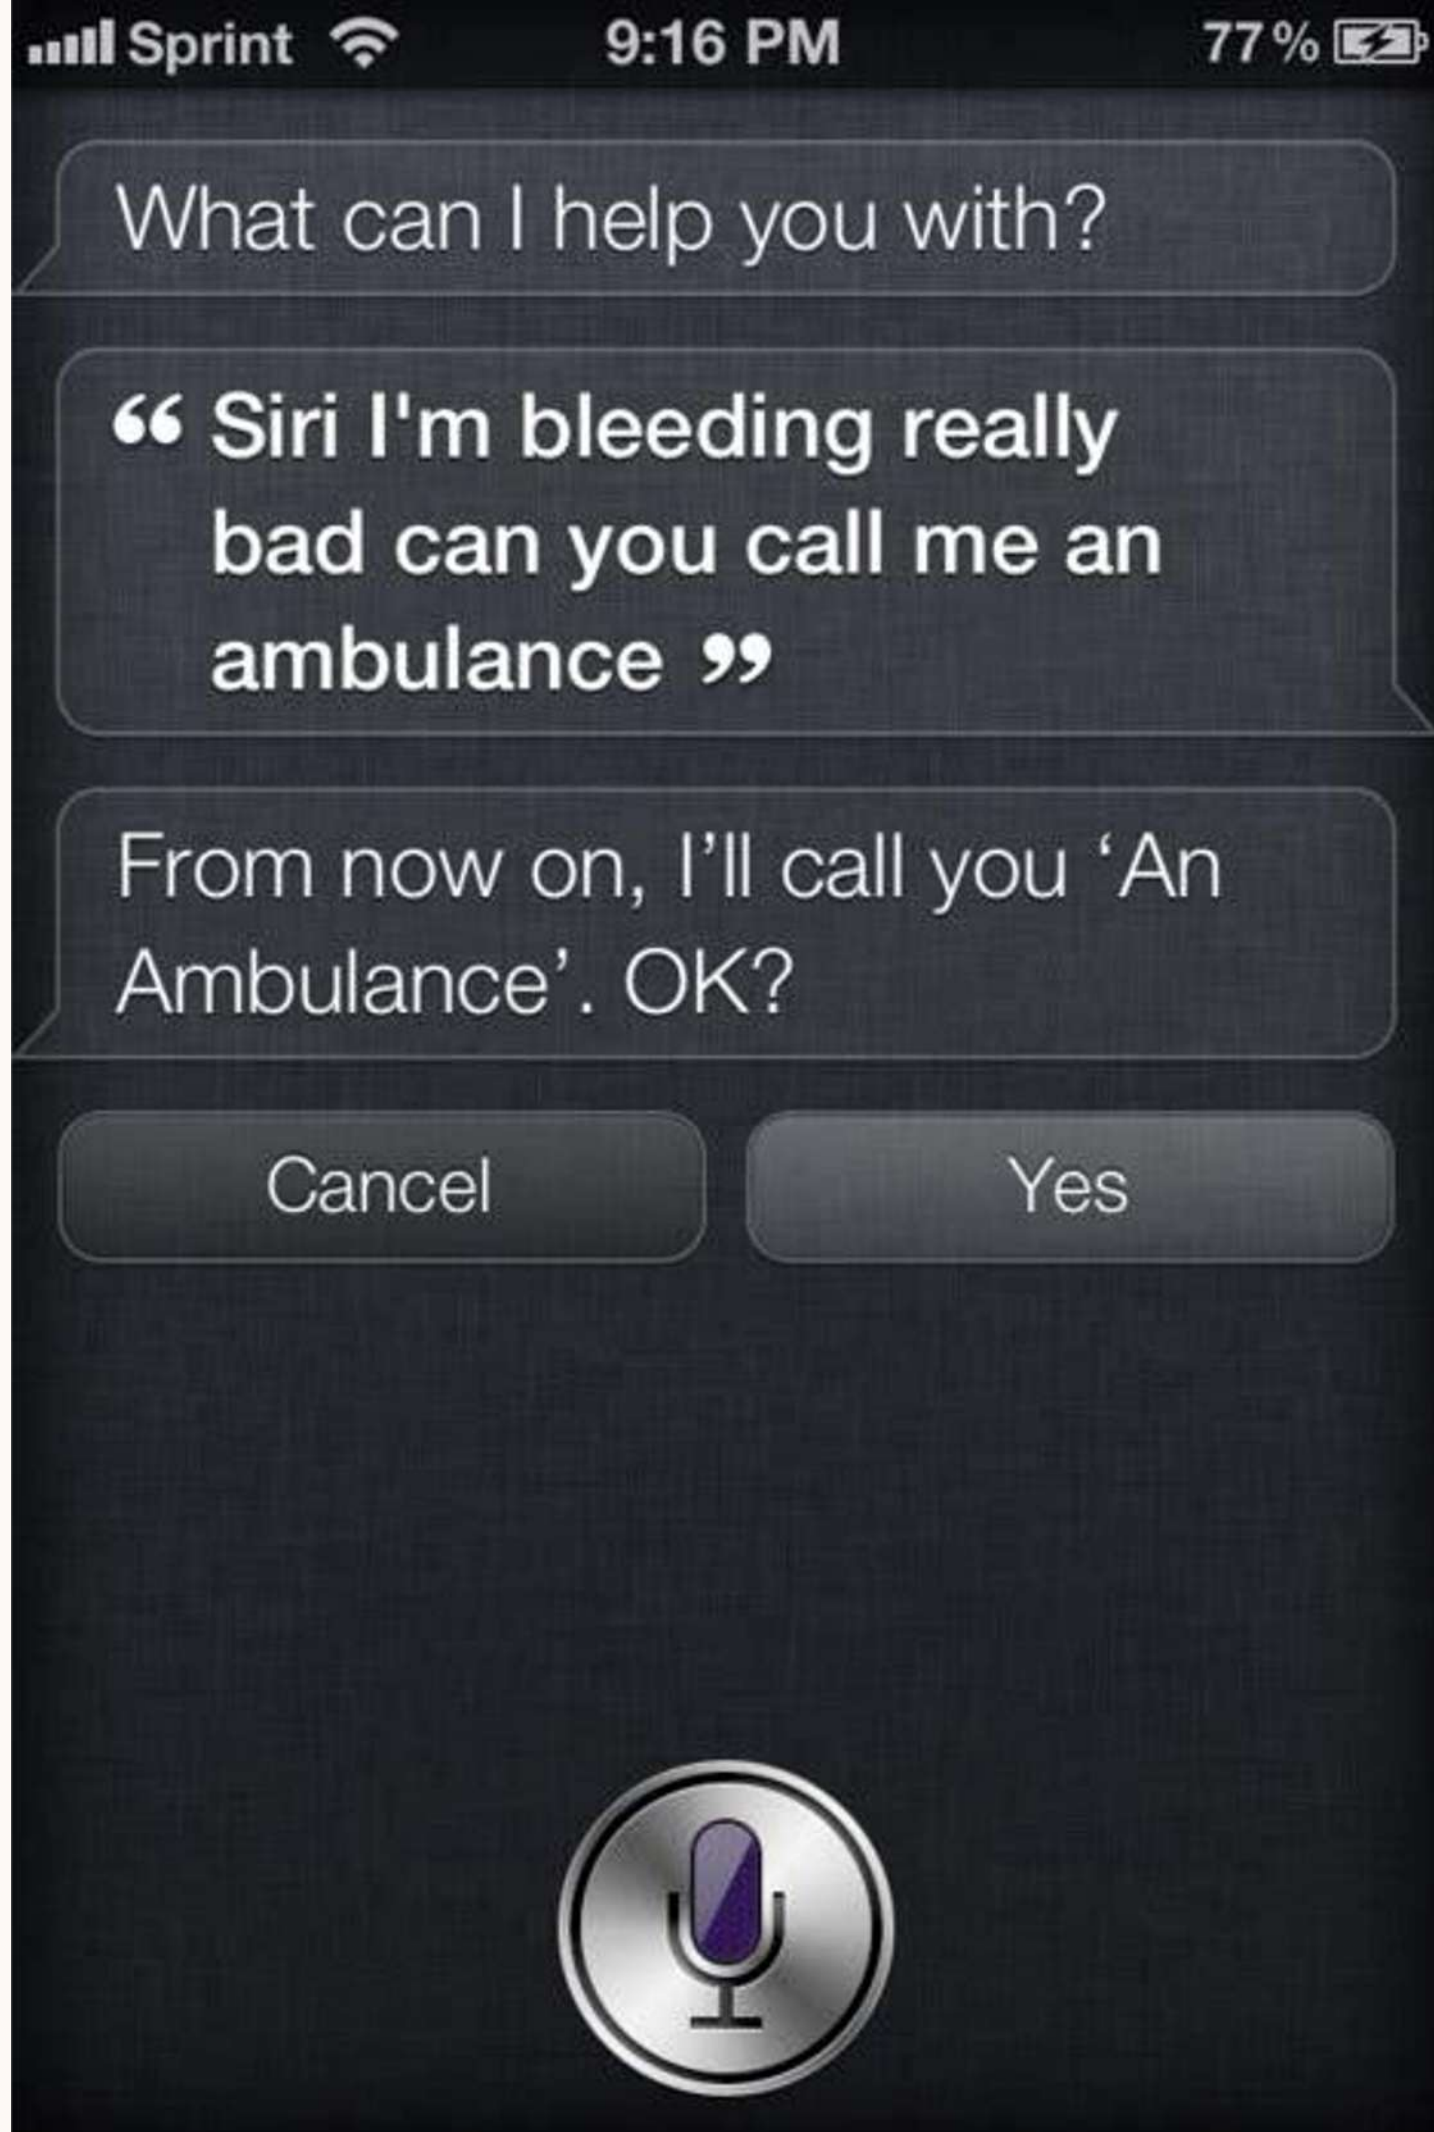 Sprint 9:16 PM 77%
What can I help you with?
“ Siri I'm bleeding really
bad can you call me an
ambulance ”
From now on, I’ll call you ‘An
Ambulance’. OK?
Cancel Yes